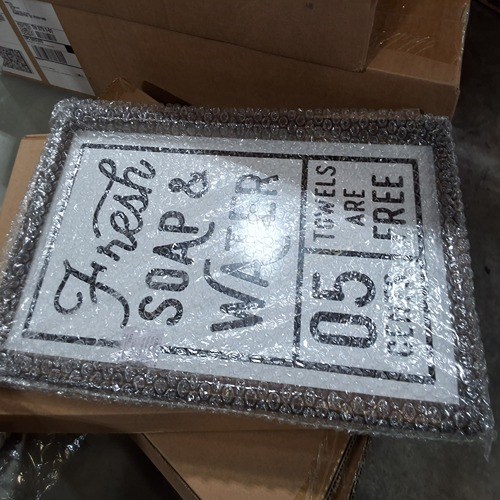 Fresh
SOAP &
WATER
05
CENTS
TOWELS
ARE
FREE